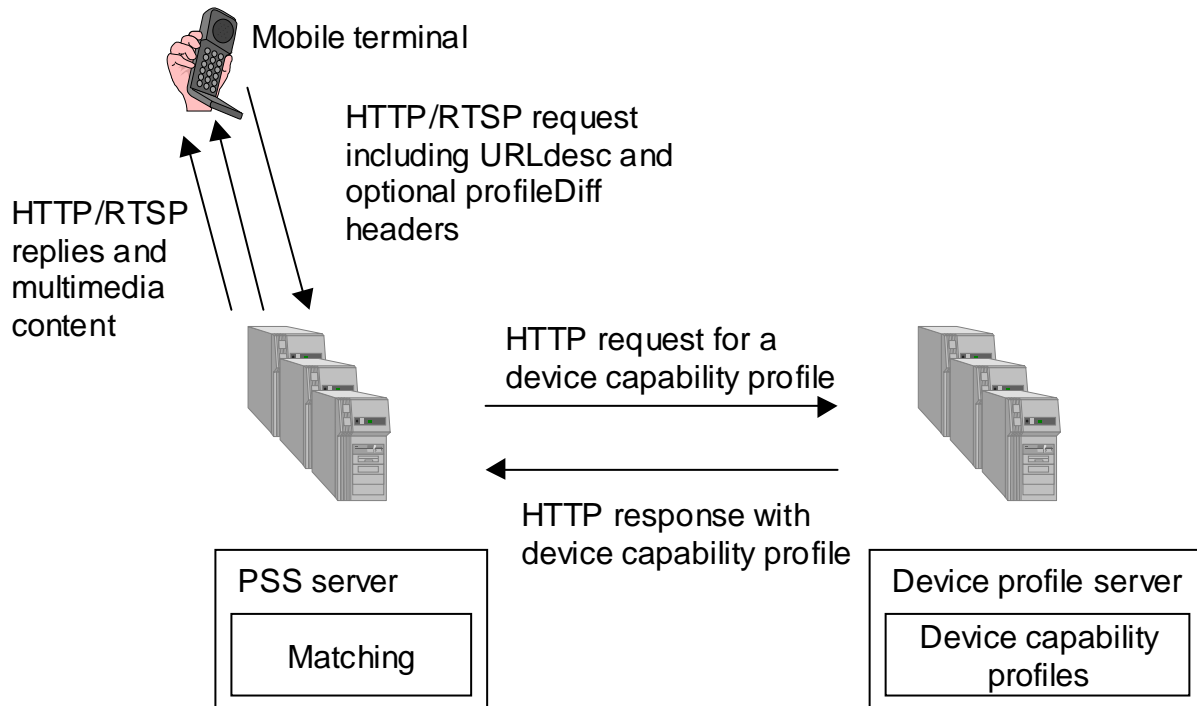 Mobile terminal
HTTP/RTSP request
including URLdesc and
optional profileDiff
headers
HTTP/RTSP
replies and
multimedia
content
HTTP request for a
device capability profile
HTTP response with
device capability profile
PSS server
Matching
Device profile server
Device capability
profiles